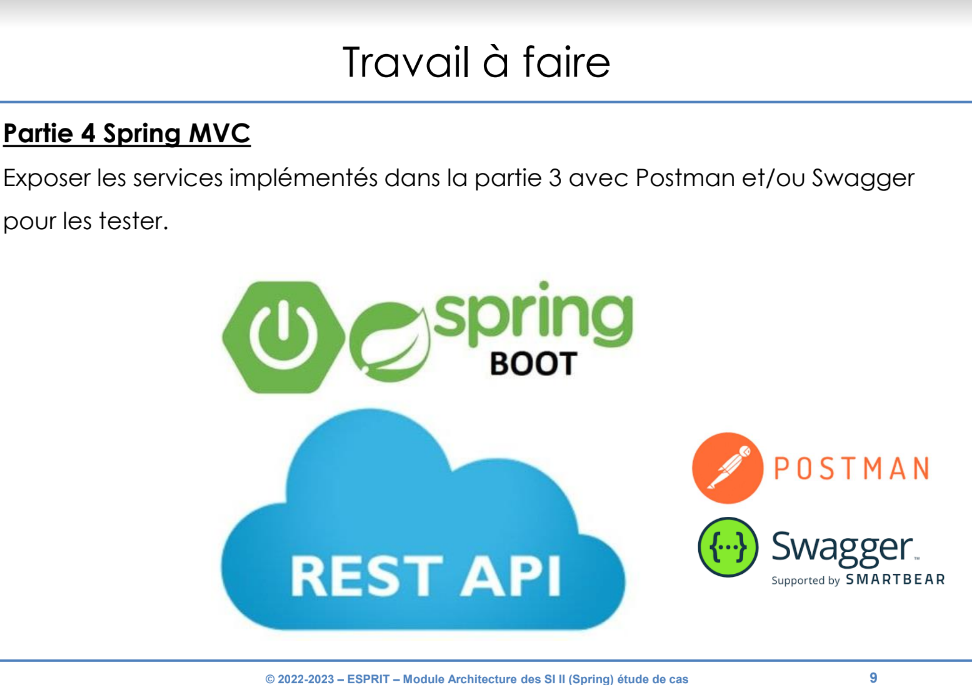 Travail à faire
Partie 4 Spring MVC
Exposer les services implémentés dans la partie 3 avec Postman et/ou Swagger
pour les tester.
spring
BOOT
REST API
POSTMAN
{···} Swagger™
Supported by SMARTBEAR
© 2022-2023 – ESPRIT – Module Architecture des SI II (Spring) étude de cas
9